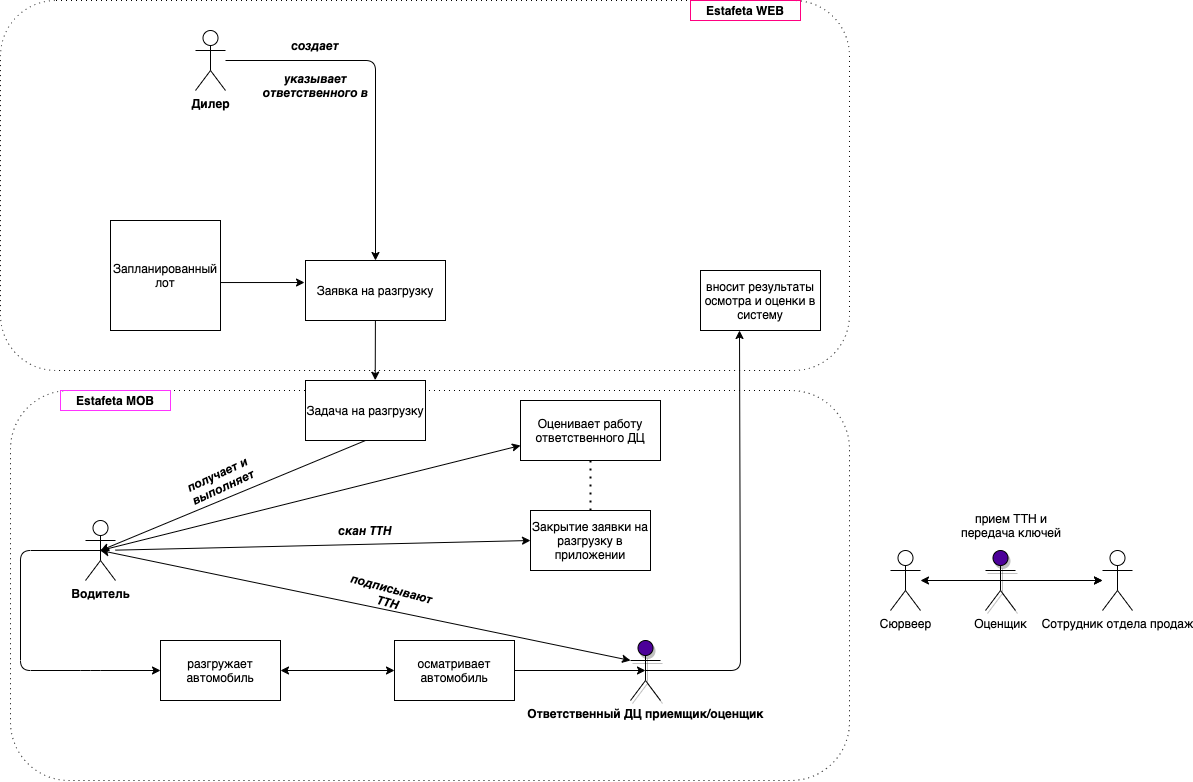 Estafeta WEB
создает
указывает
ответственного в
Дилер
Запланированный
лот
Заявка на разгрузку
вносит результаты
осмотра и оценки в
систему
Estafeta MOB
Задача на разгрузку
Оценивает работу
ответственного ДЦ
получает и
выполняет
скан ТТН
Закрытие заявки на
разгрузку в
приложении
Водитель
подписывают
ТТН
разгружает
автомобиль
осматривает
автомобиль
Ответственный ДЦ приемщик/оценщик
прием ТТН и
передача ключей
Сюрвеер
Оценщик
Сотрудник отдела продаж